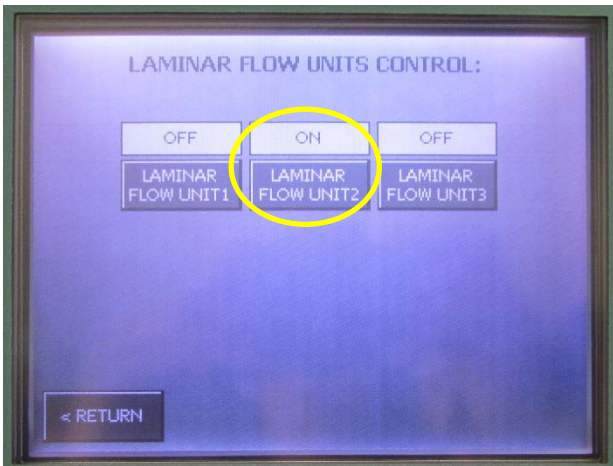 LAMINAR FLOW UNITS CONTROL:
OFF ON OFF
LAMINAR LAMINAR LAMINAR
FLOW UNIT1 FLOW UNIT2 FLOW UNIT3
< RETURN